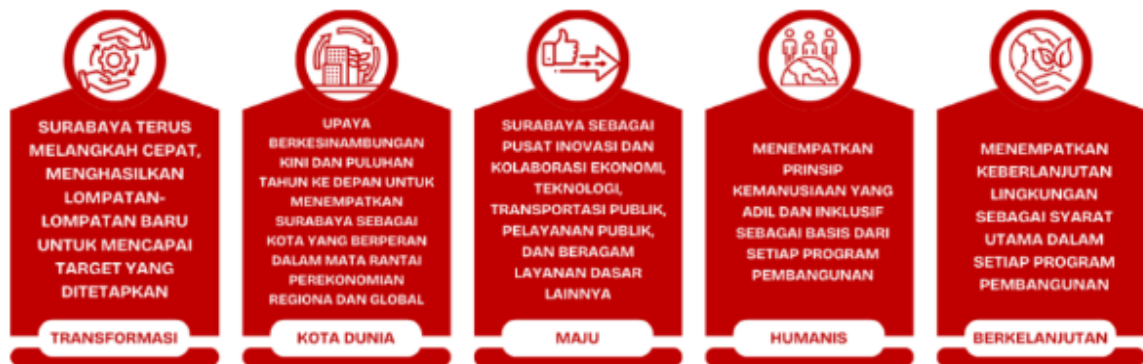 SURABAYA TERUS
MELANGKAH CEPAT,
MENGHASILKAN
LOMPATAN-
LOMPATAN BARU
UNTUK MENCAPAI
TARGET YANG
DITETAPKAN
TRANSFORMASI
UPAYA
BERKESINAMBUNGAN
KINI DAN PULUHAN
TAHUN KE DEPAN UNTUK
MENEMPATKAN
SURABAYA SEBAGAI
KOTA YANG BERPERAN
DALAM MATA RANTAI
PEREKONOMIAN
REGIONA DAN GLOBAL
KOTA DUNIA
SURABAYA SEBAGAI
PUSAT INOVASI DAN
KOLABORASI EKONOMI,
TEKNOLOGI,
TRANSPORTASI PUBLIK,
PELAYANAN PUBLIK,
DAN BERAGAM
LAYANAN DASAR
LAINNYA
MAJU
MENEMPATKAN
PRINSIP
KEMANUSIAAN YANG
ADIL DAN INKLUSIF
SEBAGAI BASIS DARI
SETIAP PROGRAM
PEMBANGUNAN
HUMANIS
MENEMPATKAN
KEBERLANJUTAN
LINGKUNGAN
SEBAGAI SYARAT
UTAMA DALAM
SETIAP PROGRAM
PEMBANGUNAN
BERKELANJUTAN